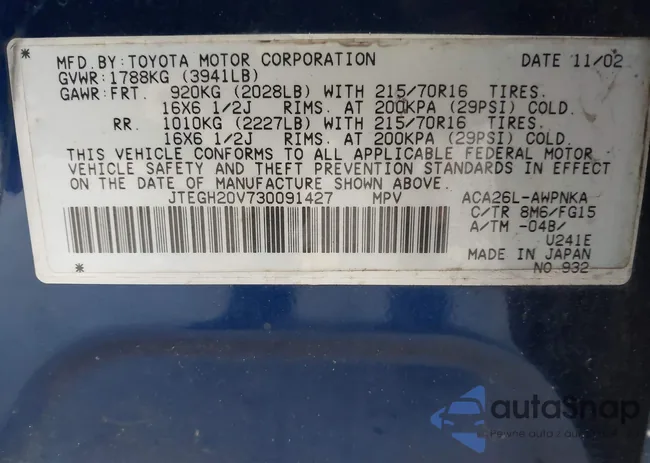 MFD.BY:TOYOTA MOTOR CORPORATION DATE 11/02
GVWR:1788KG (3941LB)
GAWR:FRT. 920KG (2028LB) WITH 215/70R16 TIRES.
16X6 1/2J RIMS. AT 200KPA (29PSI) COLD.
RR. 1010KG (2227LB) WITH 215/70R16 TIRES.
16X6 1/2J RIMS. AT 200KPA (29PSI) COLD.
THIS VEHICLE CONFORMS TO ALL APPLICABLE FEDERAL MOTOR
VEHICLE SAFETY AND THEFT PREVENTION STANDARDS IN EFFECT
ON THE DATE OF MANUFACTURE SHOWN ABOVE.
JTEGH20V730091427 MPV ACA26L-AWPNKA
C/TR 8M6/FG15
A/TM -04B/
U241E
MADE IN JAPAN
NO 932
autoSnap
Pewne auto z auto